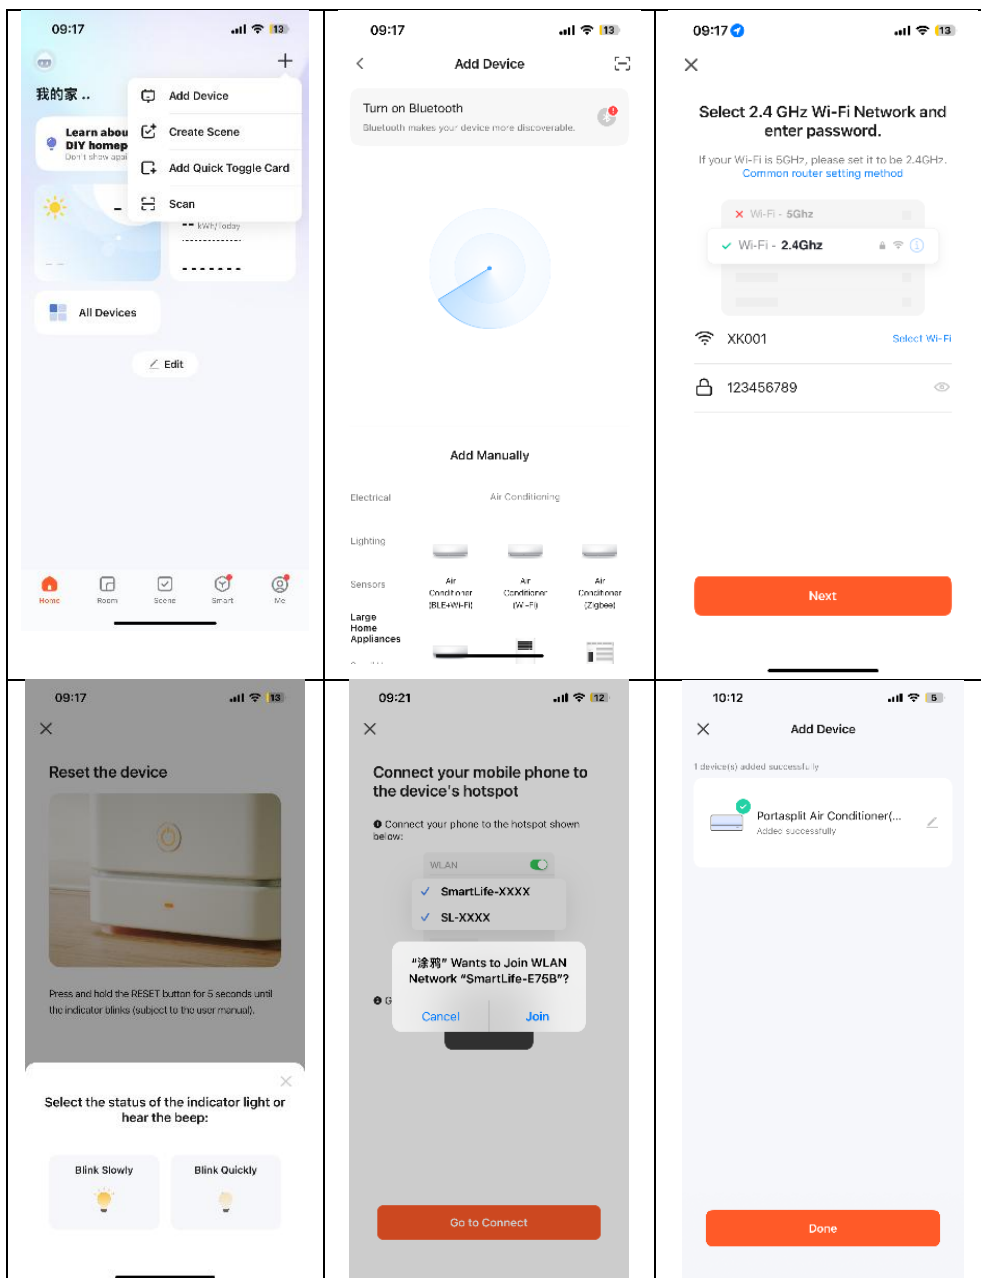 09:17
13
我的家 ..
Add Device
Create Scene
Add Quick Toggle Card
Scan
Learn abou
DIY homep
Don't show agai
kWh/Today
All Devices
Edit
Home
Room
Scene
Smart
Me
09:17
13
Add Device
Turn on Bluetooth
Bluetooth makes your device more discoverable.
Add Manually
Electrical
Air Conditioning
Lighting
Sensors
Air
Conditioner
(BLE+Wi-Fi)
Air
Conditioner
(Wi-Fi)
Air
Conditioner
(Zigbee)
Large
Home
Appliances
09:17
13
Select 2.4 GHz Wi-Fi Network and
enter password.
If your Wi-Fi is 5GHz, please set it to be 2.4GHz.
Common router setting method
Wi-Fi - 5Ghz
Wi-Fi - 2.4Ghz
XK001
Select Wi-Fi
123456789
Next
09:17
13
Reset the device
Press and hold the RESET button for 5 seconds until
the indicator blinks (subject to the user manual).
Select the status of the indicator light or
hear the beep:
Blink Slowly
Blink Quickly
09:21
12
Connect your mobile phone to
the device's hotspot
❶ Connect your phone to the hotspot shown
below:
WLAN
SmartLife-XXXX
SL-XXXX
"涂鸦" Wants to Join WLAN
Network "SmartLife-E75B"?
❷ G
Cancel
Join
Go to Connect
10:12
5
Add Device
1 device(s) added successfully
Portasplit Air Conditioner(...
Added successfully
Done